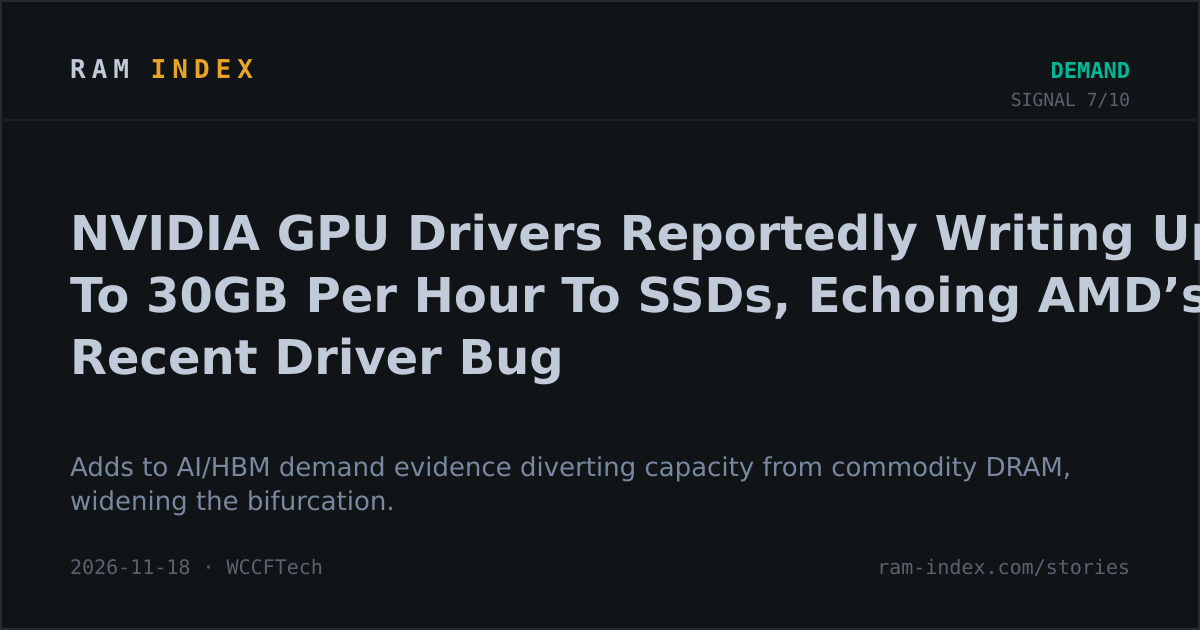 RAM INDEX
DEMAND
SIGNAL 7/10
NVIDIA GPU Drivers Reportedly Writing Up
To 30GB Per Hour To SSDs, Echoing AMD’s
Recent Driver Bug
Adds to AI/HBM demand evidence diverting capacity from commodity DRAM,
widening the bifurcation.
2026-11-18 · WCCFTech
ram-index.com/stories